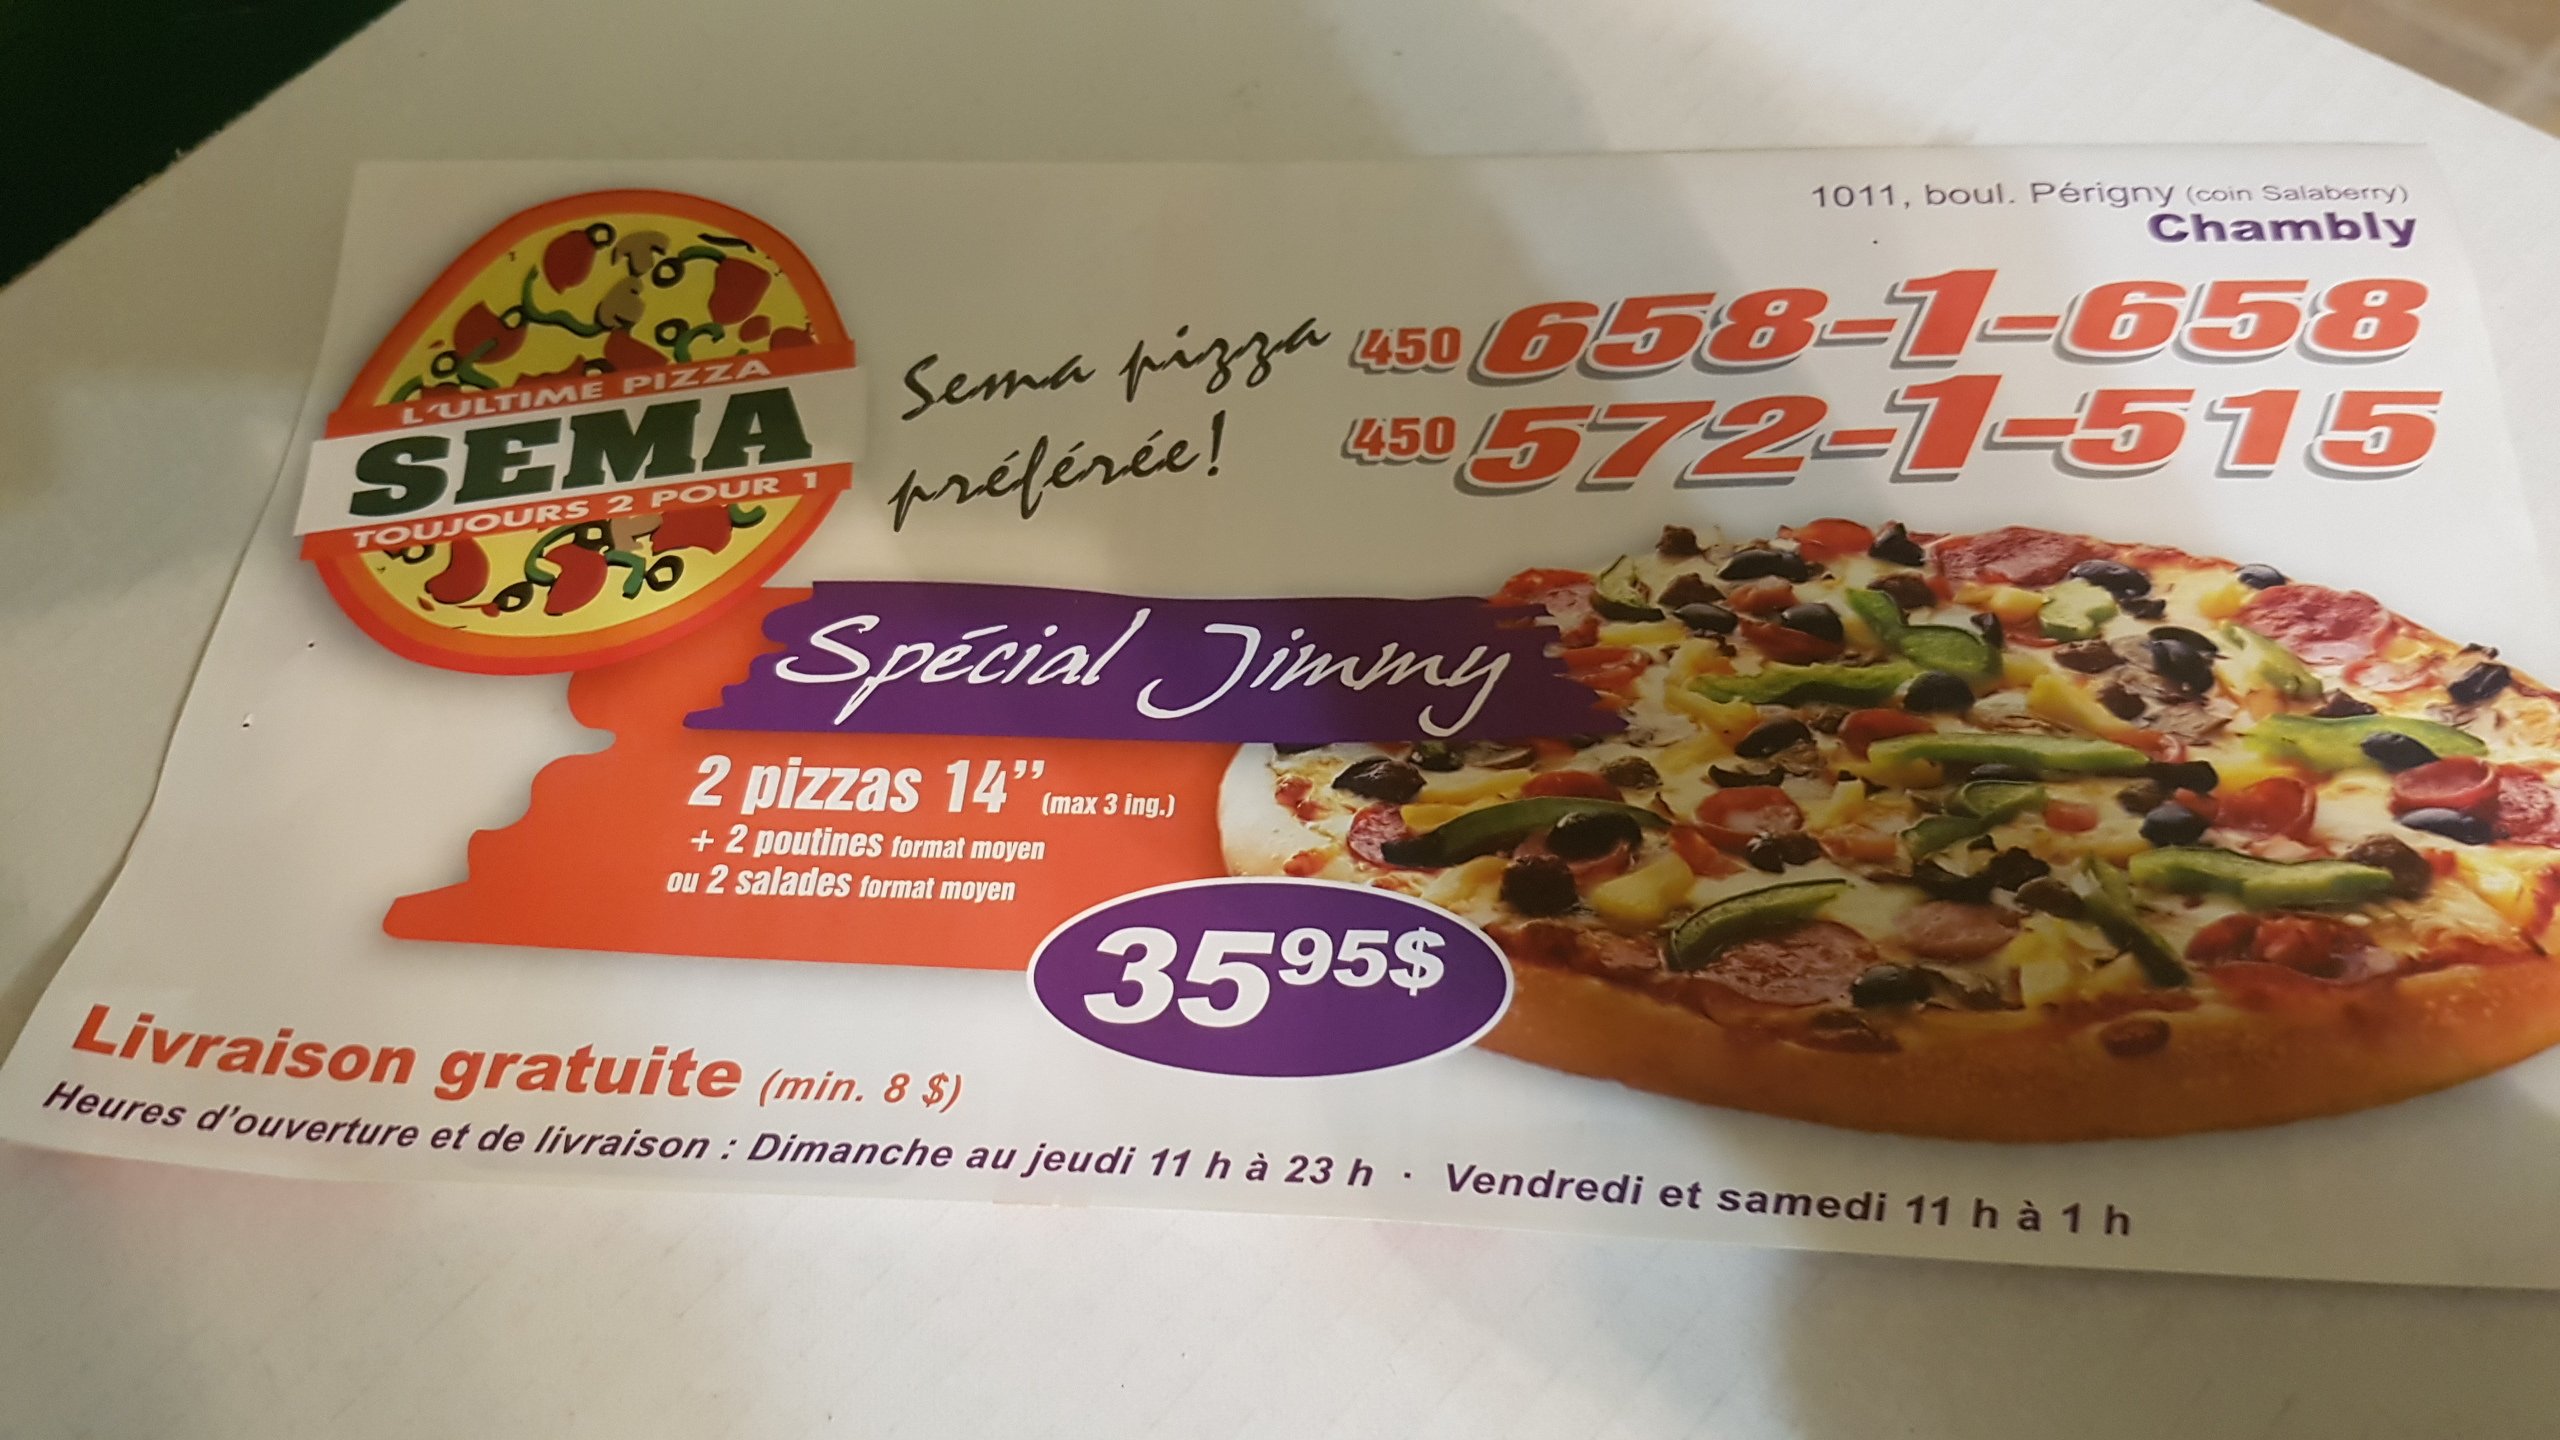 1011, boul. Périgny (coin Salaberry)
Chambly
L'ULTIME PIZZA
SEMA
TOUJOURS 2 POUR 1
Sema pizza
préférée!
450 658-1-658
450 572-1-515
Spécial Jimmy
2 pizzas 14” (max 3 ing.)
+ 2 poutines format moyen
ou 2 salades format moyen
35 95$
Livraison gratuite (min. 8 $)
Heures d’ouverture et de livraison : Dimanche au jeudi 11 h à 23 h · Vendredi et samedi 11 h à 1 h